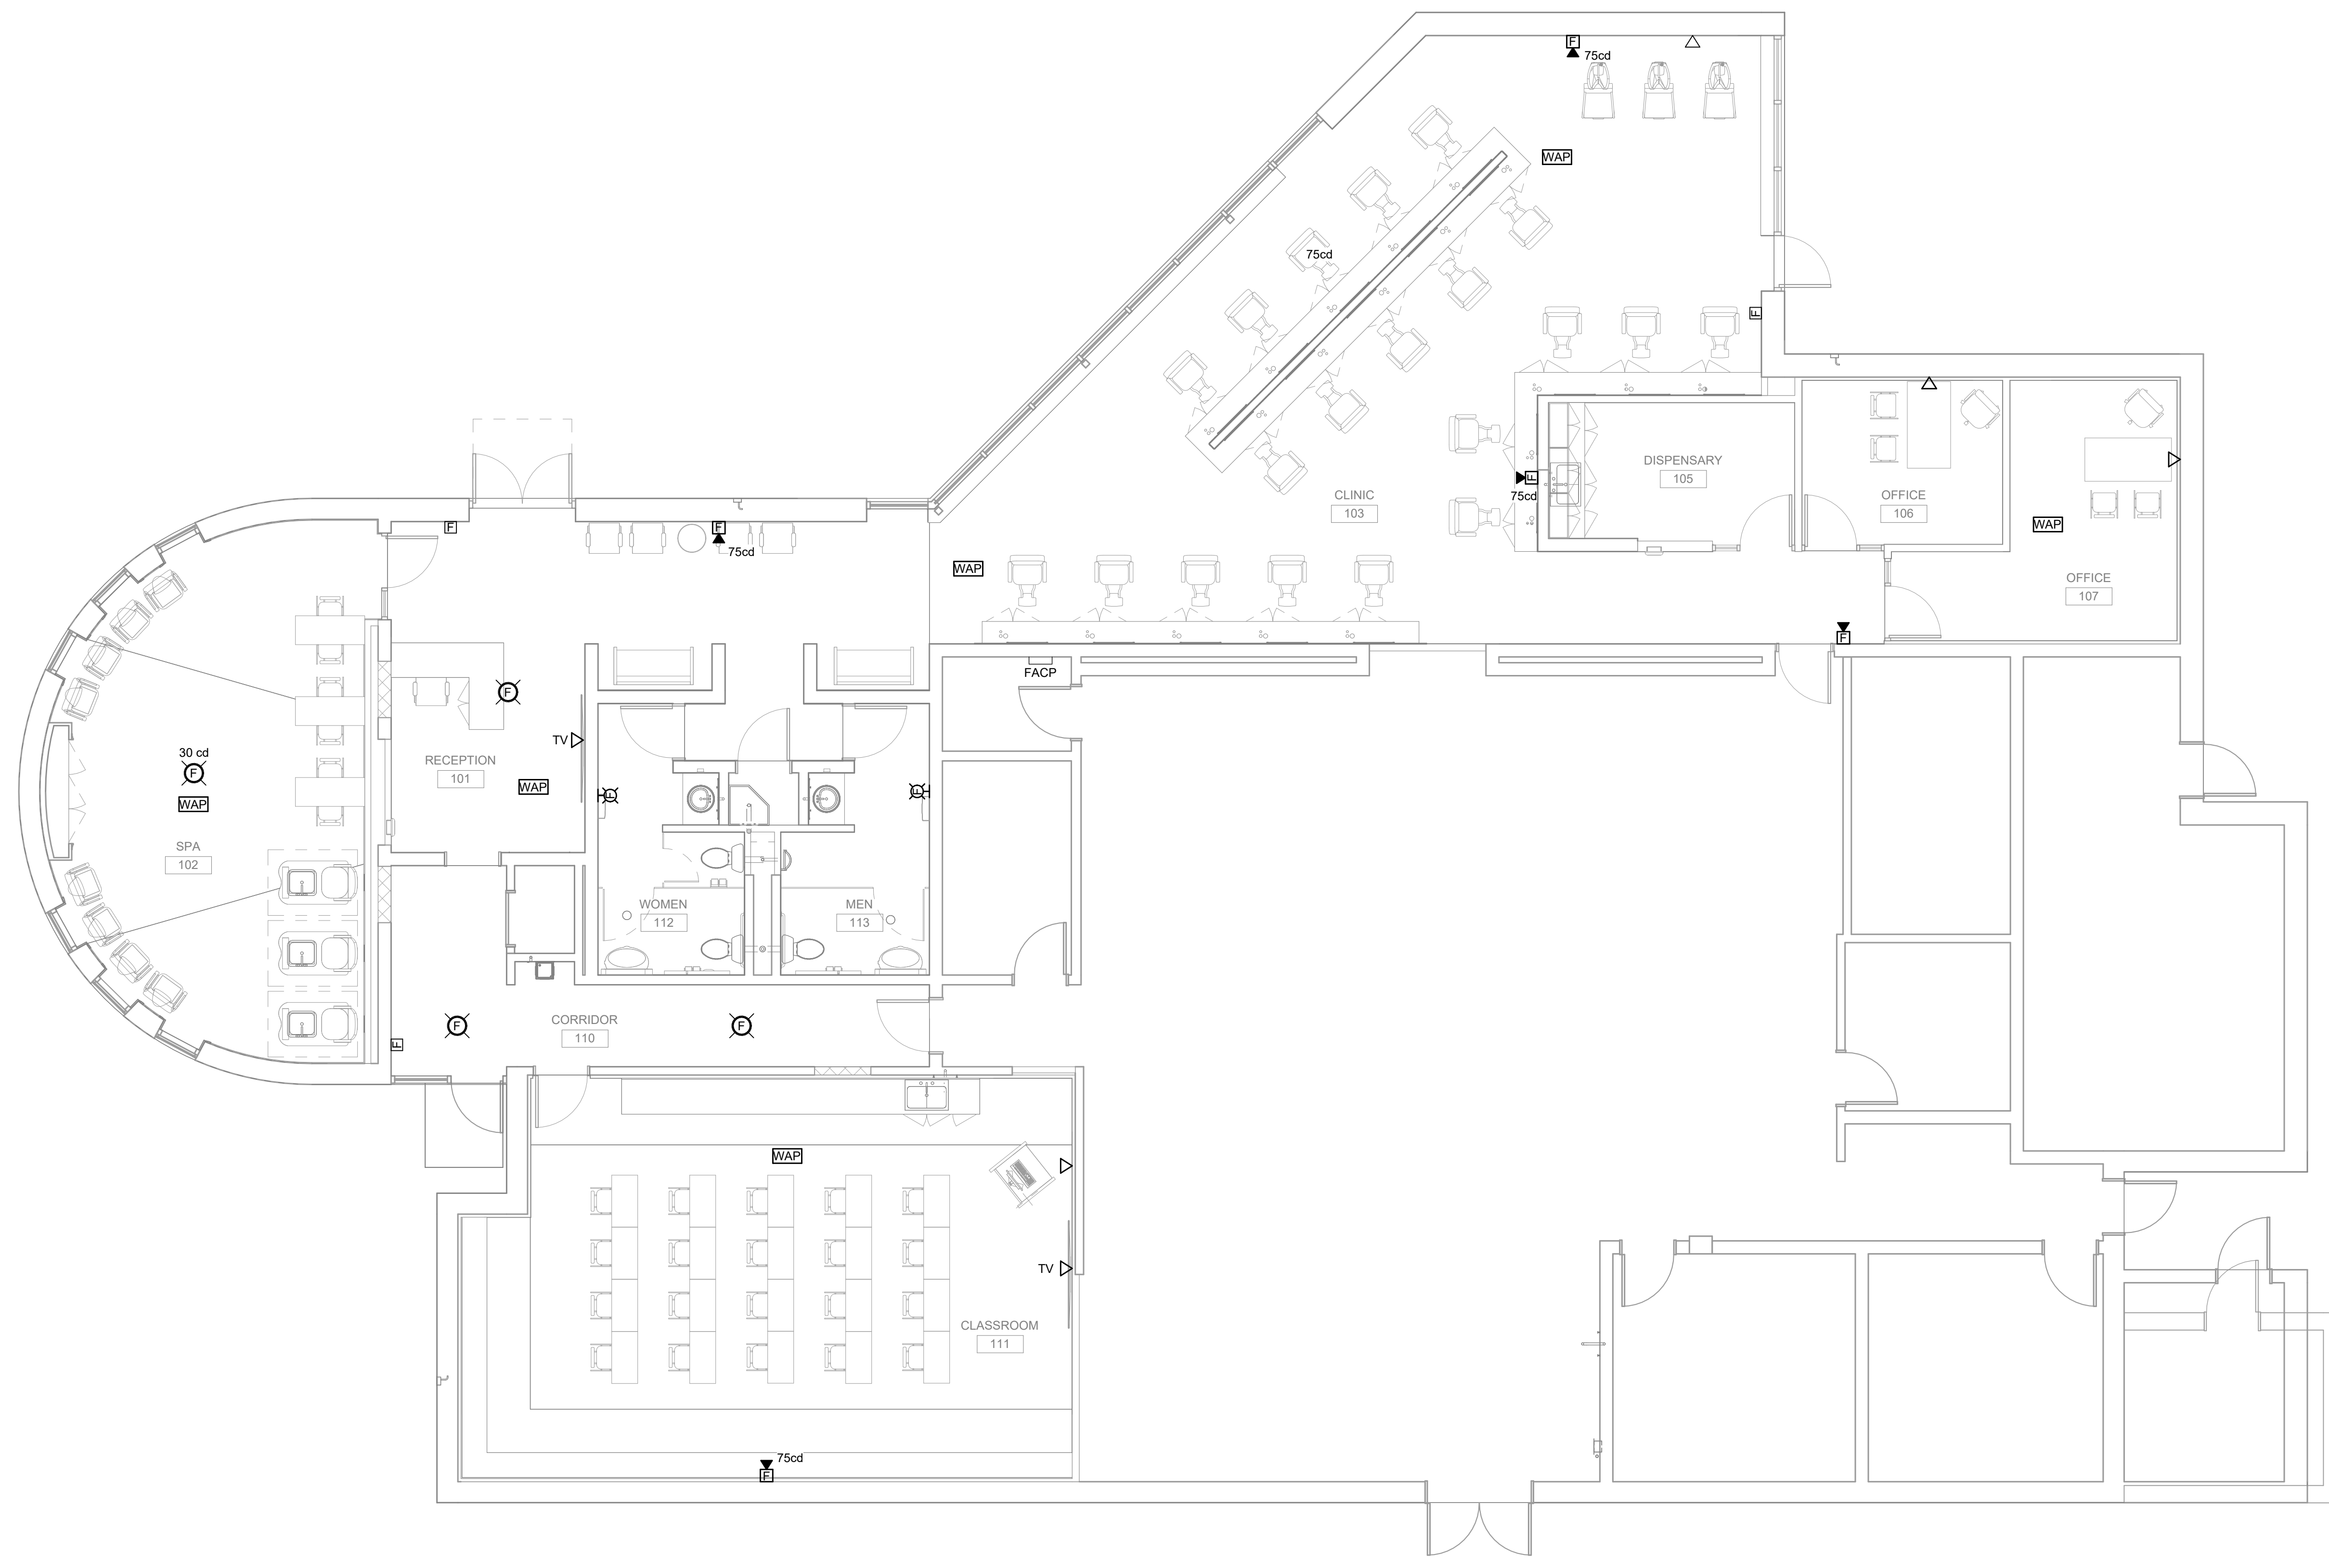 F
75cd
WAP
75cd
F
F
75cd
DISPENSARY
105
CLINIC
103
OFFICE
106
F
F
75cd
F
75cd
WAP
WAP
OFFICE
107
F
FACP
F
TV
30 cd
F
WAP
RECEPTION
101
WAP
F
F
SPA
102
WOMEN
112
MEN
113
F
F
CORRIDOR
110
F
WAP
TV
CLASSROOM
111
75cd
F